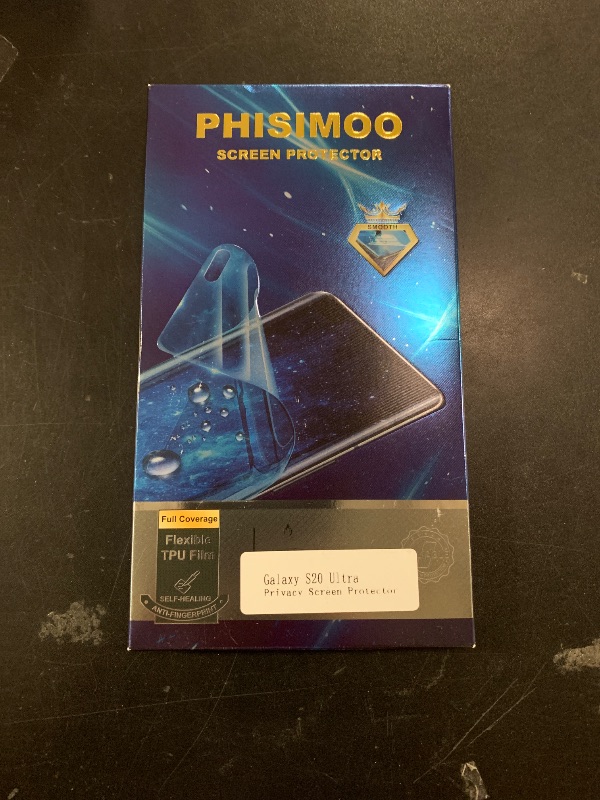 PHISIMOO
SCREEN PROTECTOR
SMOOTH
Full Coverage
Flexible
TPU Film
SELF-HEALING
ANTI-FINGERPRINT
Galaxy S20 Ultra
Privacy Screen Protector